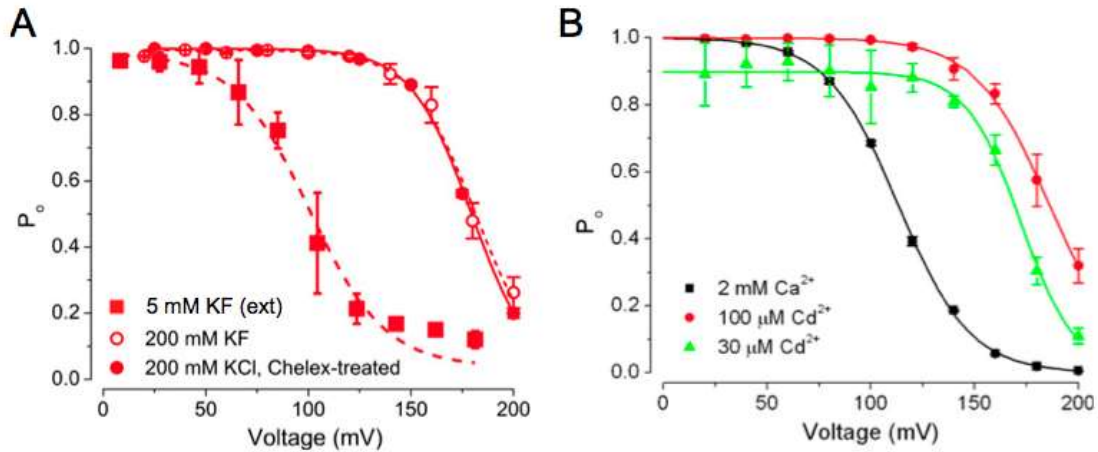 A
1.0
0.8
0.6
0.4
0.2
0.0
Pₒ
5 mM KF (ext)
200 mM KF
200 mM KCl, Chelex-treated
0 50 100 150 200
Voltage (mV)
B
1.0
0.8
0.6
0.4
0.2
0.0
Pₒ
2 mM Ca²⁺
100 μM Cd²⁺
30 μM Cd²⁺
0 50 100 150 200
Voltage (mV)